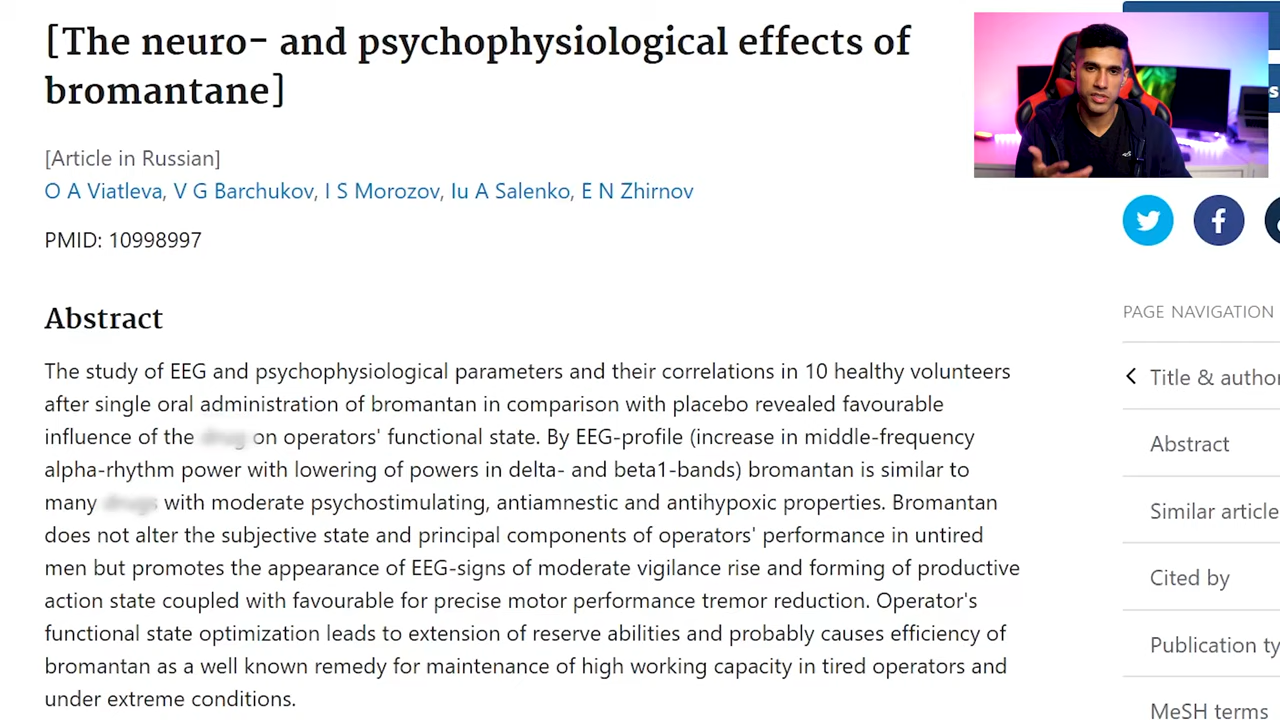 [The neuro- and psychophysiological effects of
bromantane]
[Article in Russian]
O A Viatleva, V G Barchukov, I S Morozov, Iu A Salenko, E N Zhirnov
PMID: 10998997
Abstract
The study of EEG and psychophysiological parameters and their correlations in 10 healthy volunteers
after single oral administration of bromantan in comparison with placebo revealed favourable
influence of the on operators' functional state. By EEG-profile (increase in middle-frequency
alpha-rhythm power with lowering of powers in delta- and beta1-bands) bromantan is similar to
many with moderate psychostimulating, antiamnestic and antihypoxic properties. Bromantan
does not alter the subjective state and principal components of operators' performance in untired
men but promotes the appearance of EEG-signs of moderate vigilance rise and forming of productive
action state coupled with favourable for precise motor performance tremor reduction. Operator's
functional state optimization leads to extension of reserve abilities and probably causes efficiency of
bromantan as a well known remedy for maintenance of high working capacity in tired operators and
under extreme conditions.
s
f
PAGE NAVIGATION
Title & author
Abstract
Similar article
Cited by
Publication ty
MeSH terms